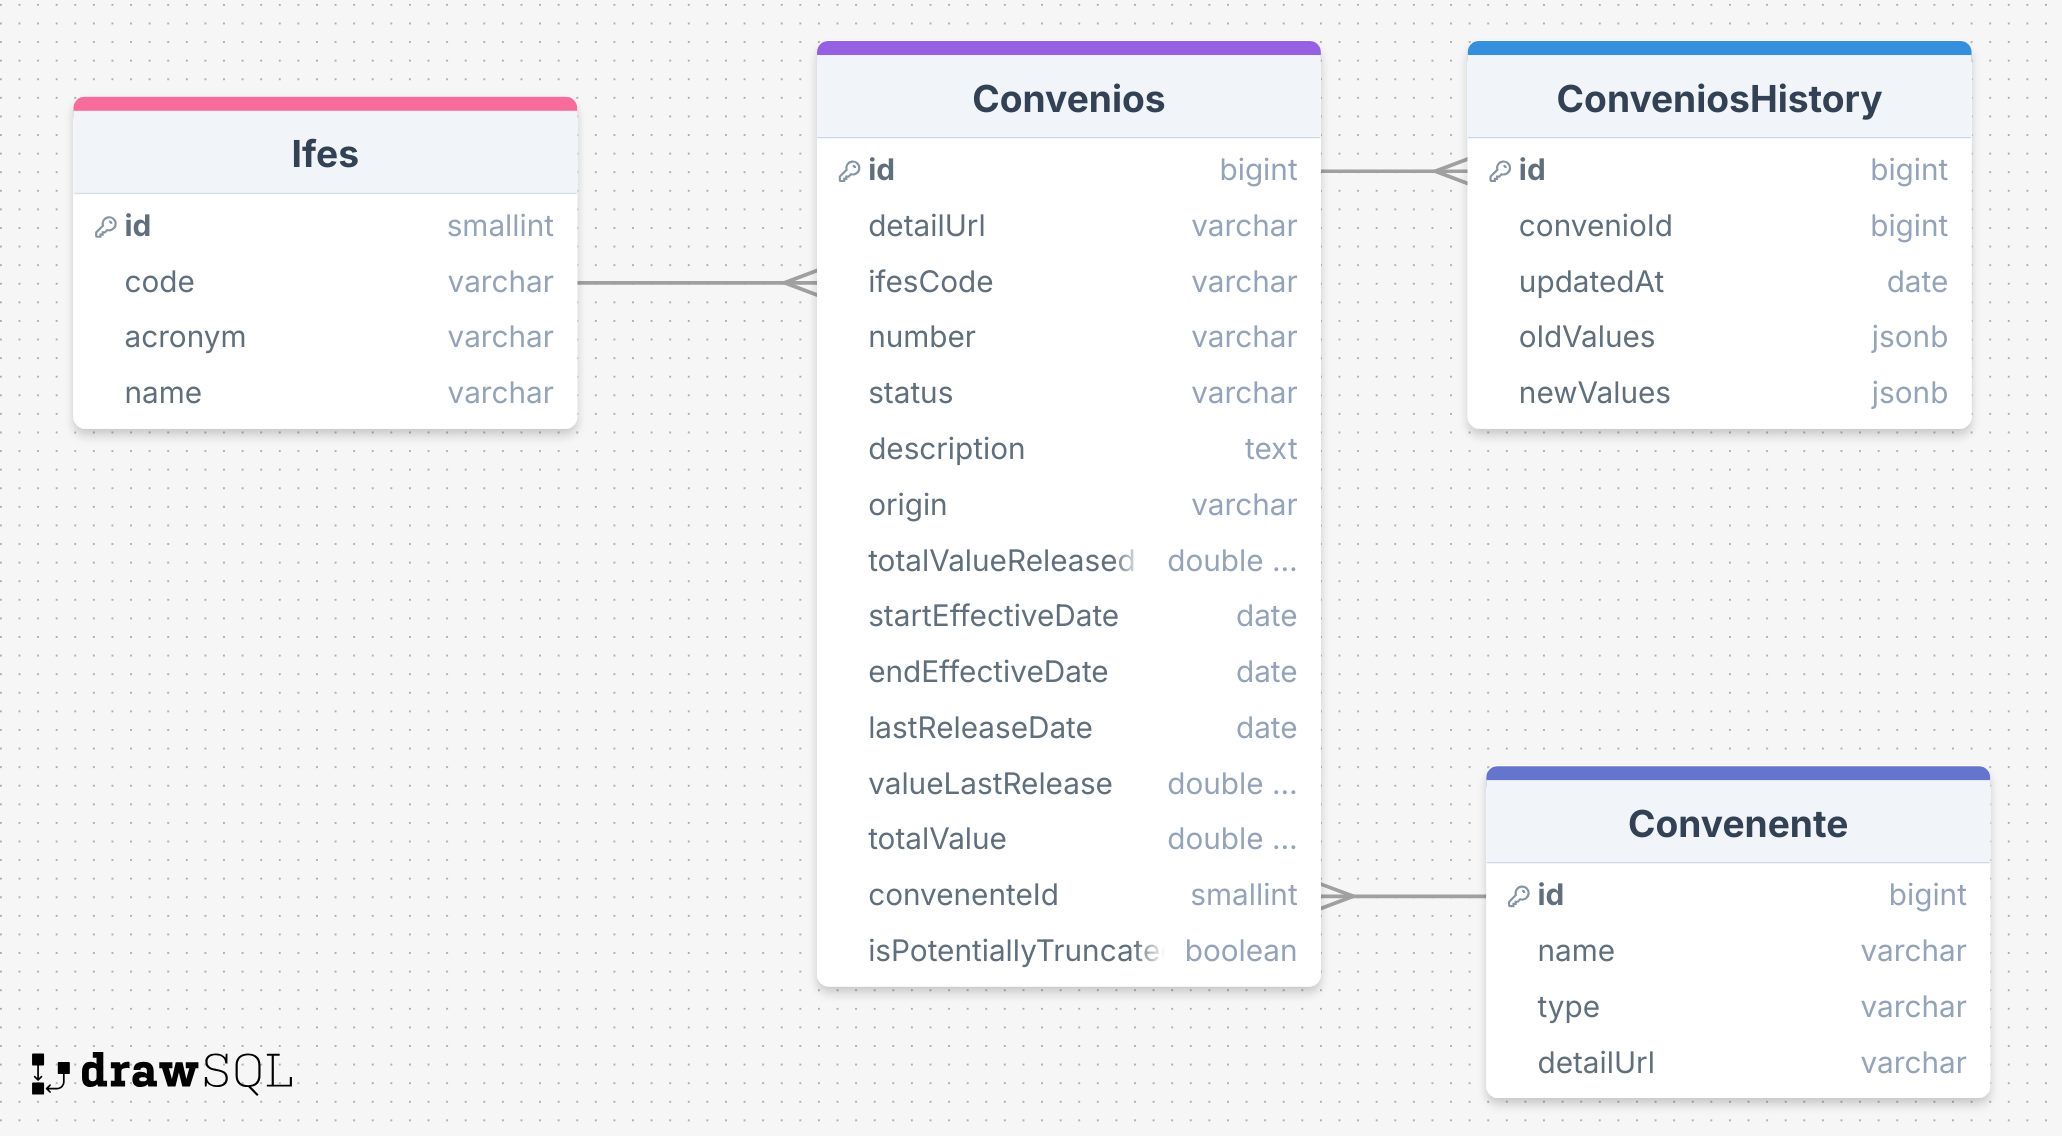 Ifes
id smallint
code varchar
acronym varchar
name varchar
Convenios
id bigint
detailUrl varchar
ifesCode varchar
number varchar
status varchar
description text
origin varchar
totalValueReleased double ...
startEffectiveDate date
endEffectiveDate date
lastReleaseDate date
valueLastRelease double ...
totalValue double ...
convenenteId smallint
isPotentiallyTruncate boolean
ConveniosHistory
id bigint
convenioId bigint
updatedAt date
oldValues jsonb
newValues jsonb
Convenente
id bigint
name varchar
type varchar
detailUrl varchar
drawSQL